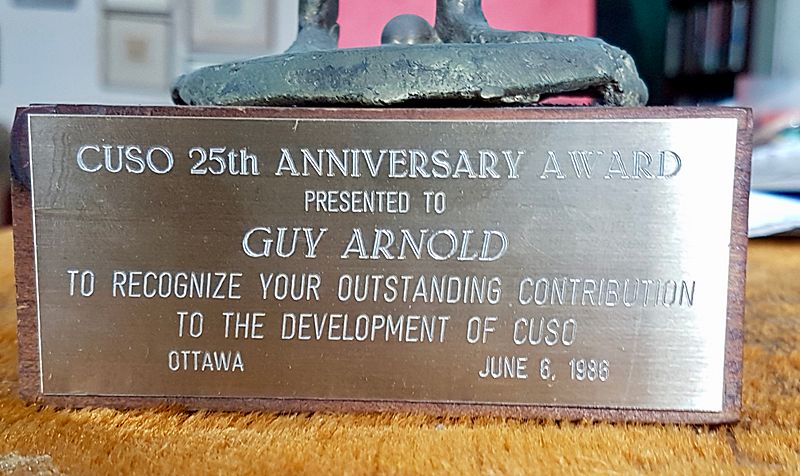 CUSO 25th ANNIVERSARY AWARD
PRESENTED TO
GUY ARNOLD
TO RECOGNIZE YOUR OUTSTANDING CONTRIBUTION
TO THE DEVELOPMENT OF CUSO
OTTAWA JUNE 6, 1986